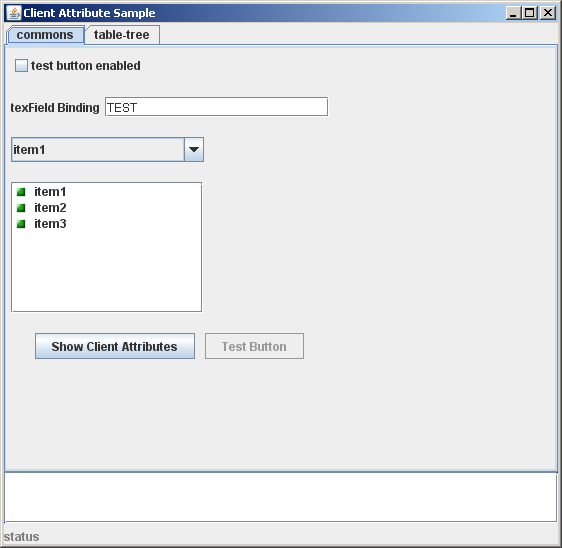 Client Attribute Sample
commons table-tree
test button enabled
texField Binding TEST
item1
item1
item2
item3
Show Client Attributes Test Button
status